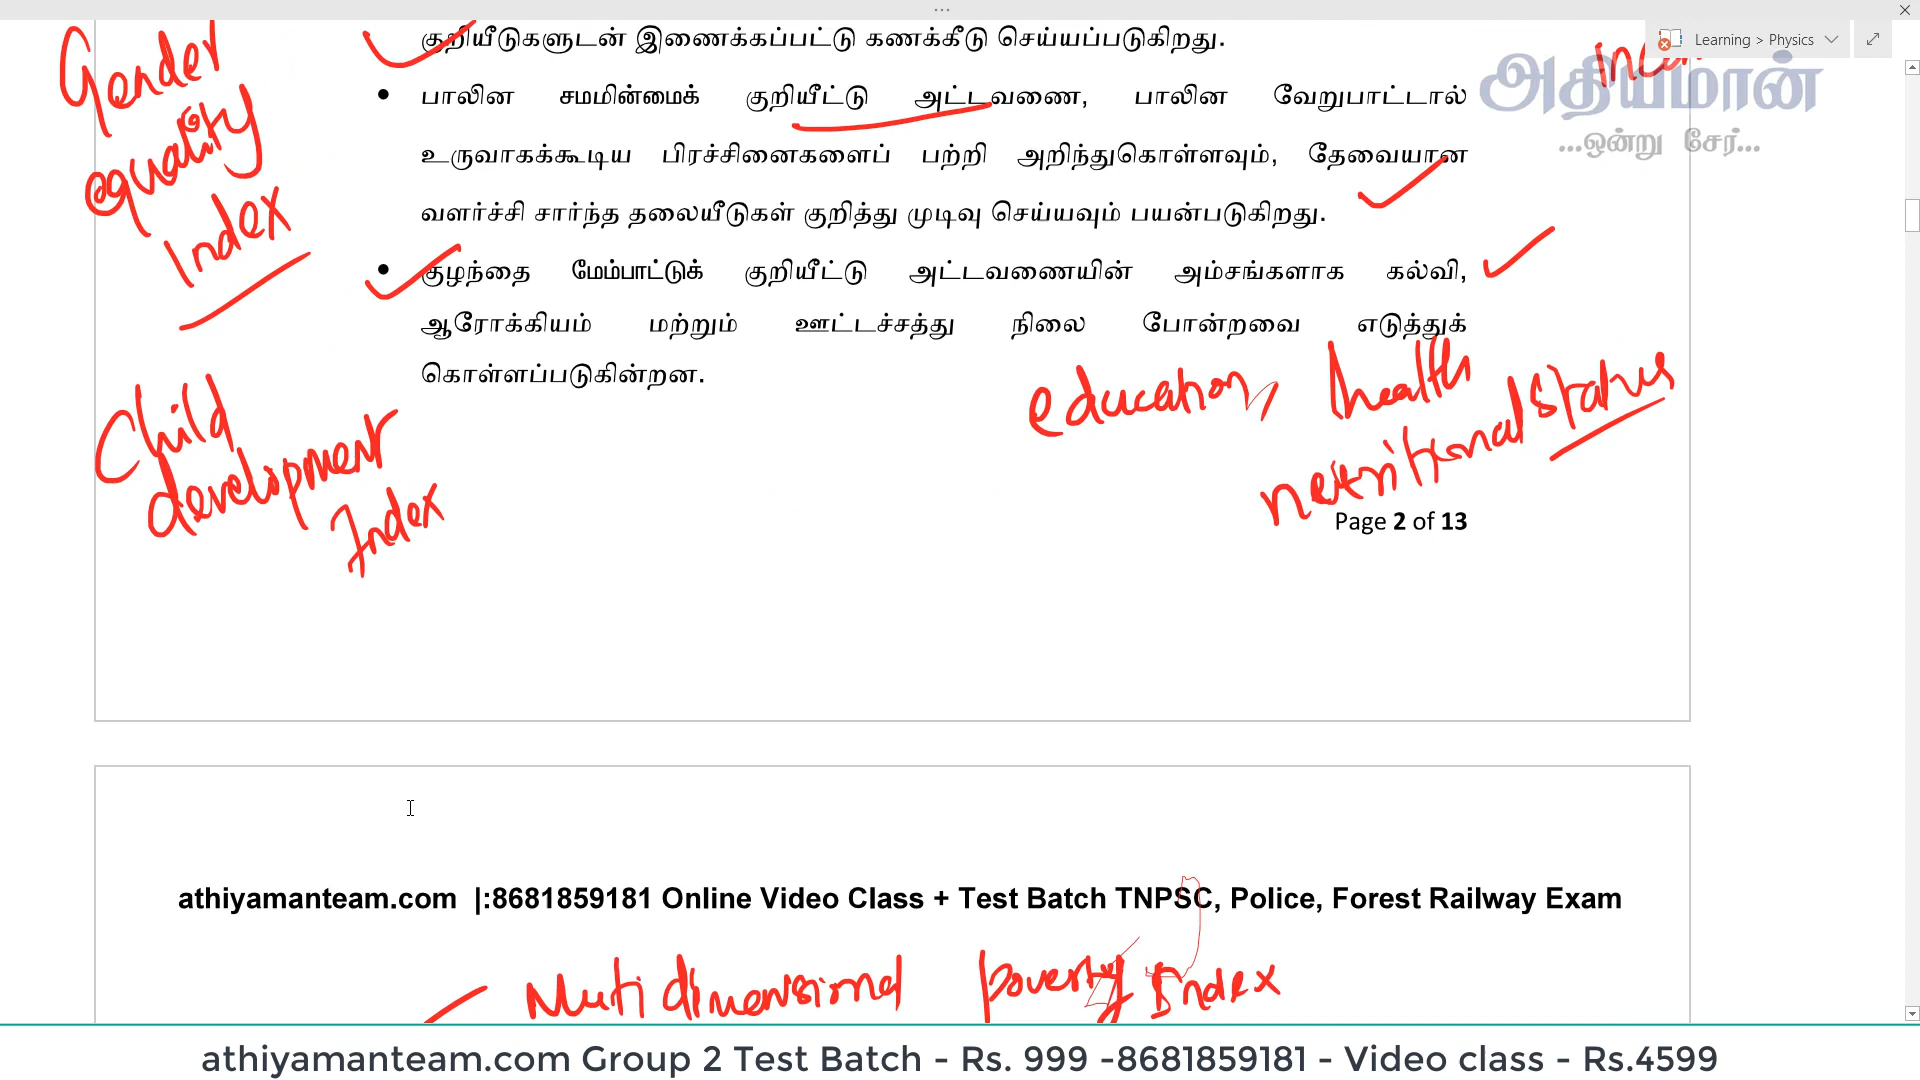 Learning > Physics
அதியமான்
...ஒன்று சேர்...
குறியீடுகளுடன் இணைக்கப்பட்டு கணக்கீடு செய்யப்படுகிறது.
• பாலின சமமின்மைக் குறியீட்டு அட்டவணை, பாலின வேறுபாட்டால்
உருவாகக்கூடிய பிரச்சினைகளைப் பற்றி அறிந்துகொள்ளவும், தேவையான
வளர்ச்சி சார்ந்த தலையீடுகள் குறித்து முடிவு செய்யவும் பயன்படுகிறது.
• குழந்தை மேம்பாட்டுக் குறியீட்டு அட்டவணையின் அம்சங்களாக கல்வி,
ஆரோக்கியம் மற்றும் ஊட்டச்சத்து நிலை போன்றவை எடுத்துக்
கொள்ளப்படுகின்றன.
Gender
equality
Index
Child
development
Index
education, health
nutritional status
Page 2 of 13
athiyamanteam.com |:8681859181 Online Video Class + Test Batch TNPSC, Police, Forest Railway Exam
Multi dimensional poverty Index
athiyamanteam.com Group 2 Test Batch - Rs. 999 -8681859181 - Video class - Rs.4599